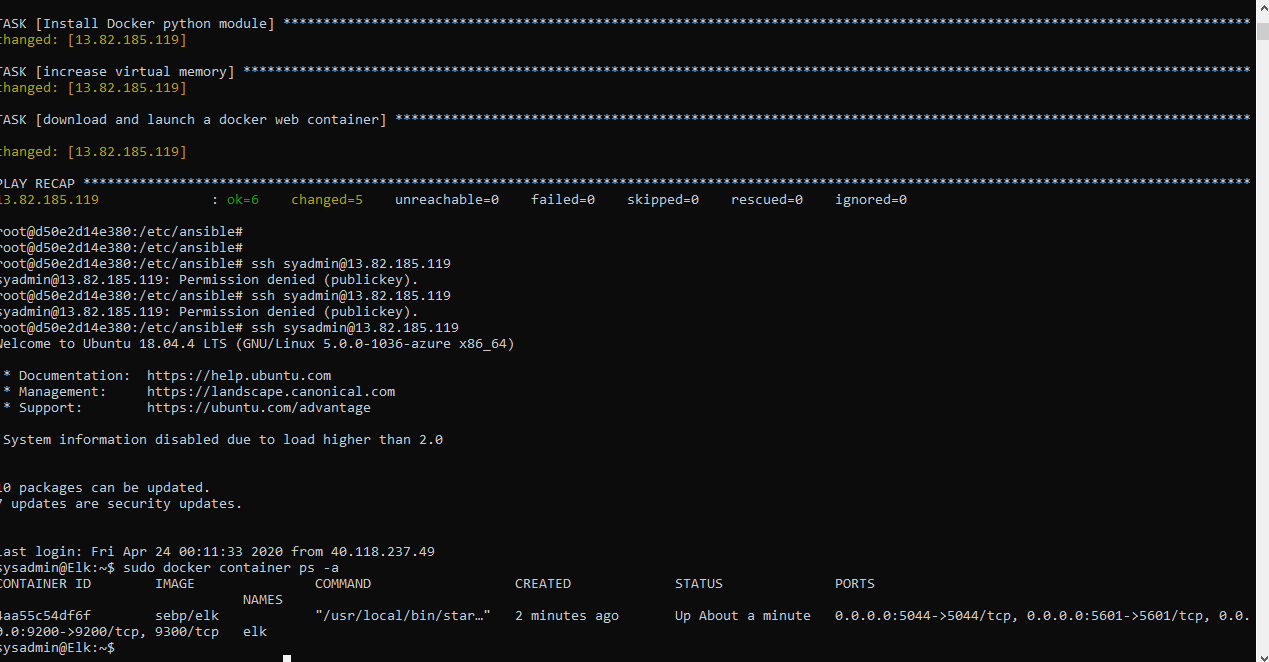 TASK [Install Docker python module] *************************************************************************************************************************
changed: [13.82.185.119]
TASK [increase virtual memory] ******************************************************************************************************************************
changed: [13.82.185.119]
TASK [download and launch a docker web container] ***********************************************************************************************************
changed: [13.82.185.119]
PLAY RECAP **************************************************************************************************************************************************
13.82.185.119              : ok=6    changed=5    unreachable=0    failed=0    skipped=0    rescued=0    ignored=0
root@d50e2d14e380:/etc/ansible#
root@d50e2d14e380:/etc/ansible#
root@d50e2d14e380:/etc/ansible# ssh syadmin@13.82.185.119
syadmin@13.82.185.119: Permission denied (publickey).
root@d50e2d14e380:/etc/ansible# ssh syadmin@13.82.185.119
syadmin@13.82.185.119: Permission denied (publickey).
root@d50e2d14e380:/etc/ansible# ssh sysadmin@13.82.185.119
Welcome to Ubuntu 18.04.4 LTS (GNU/Linux 5.0.0-1036-azure x86_64)
* Documentation:  https://help.ubuntu.com
* Management:     https://landscape.canonical.com
* Support:        https://ubuntu.com/advantage
System information disabled due to load higher than 2.0
10 packages can be updated.
7 updates are security updates.
Last login: Fri Apr 24 00:11:33 2020 from 40.118.237.49
sysadmin@Elk:~$ sudo docker container ps -a
CONTAINER ID        IMAGE               COMMAND                  CREATED             STATUS              PORTS
NAMES
4aa55c54df6f        sebp/elk            "/usr/local/bin/star…"   2 minutes ago       Up About a minute   0.0.0.0:5044->5044/tcp, 0.0.0.0:5601->5601/tcp, 0.0.
0.0:9200->9200/tcp, 9300/tcp   elk
sysadmin@Elk:~$